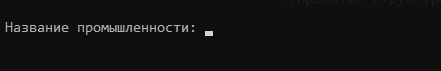 Название промышленности: